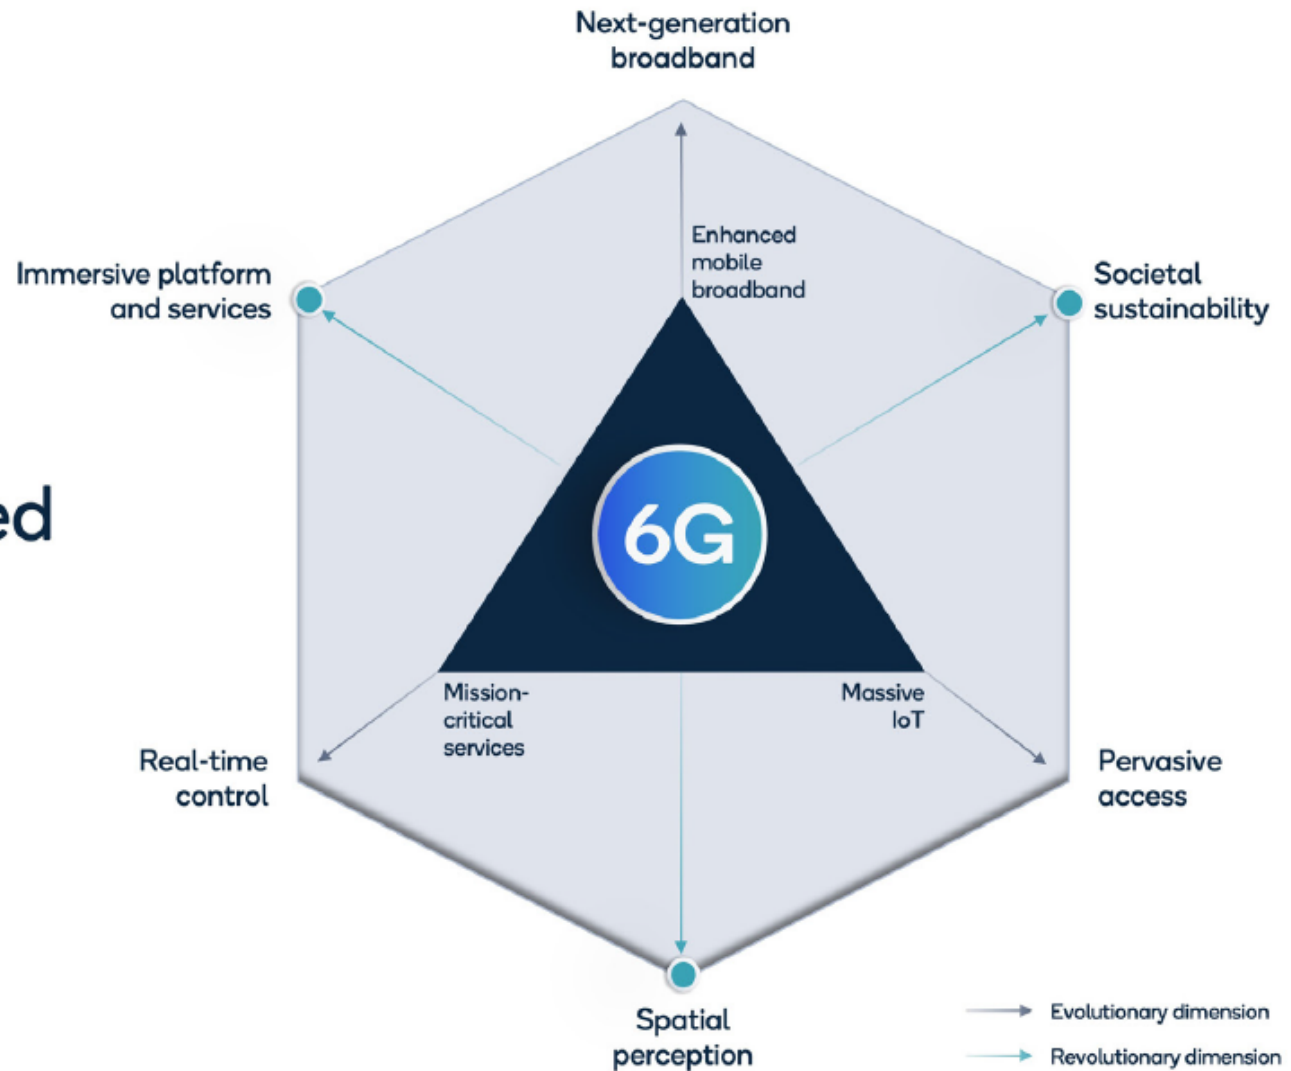 Next-generation
broadband
Enhanced
mobile
broadband
Immersive platform
and services
Societal
sustainability
6G
Mission-
critical
services
Massive
IoT
Real-time
control
Pervasive
access
Spatial
perception
Evolutionary dimension
Revolutionary dimension